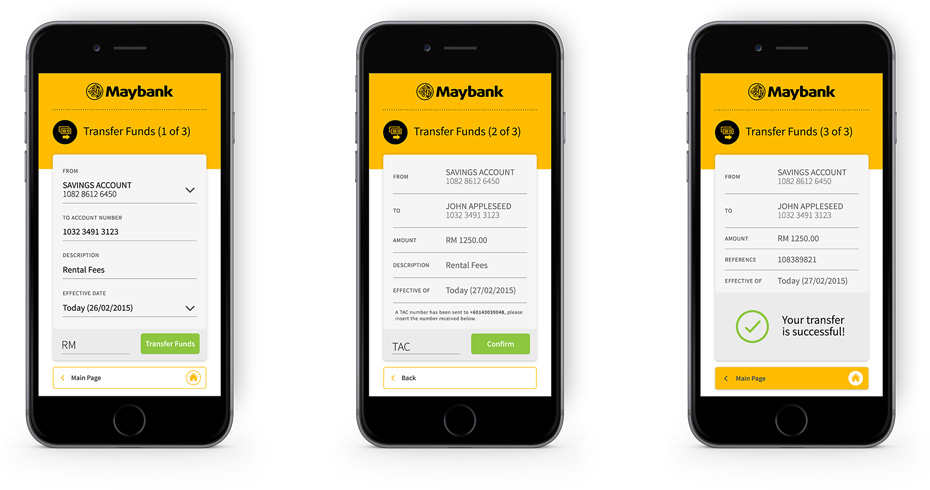 Maybank
Transfer Funds (1 of 3)
FROM
SAVINGS ACCOUNT
1082 8612 6450
TO ACCOUNT NUMBER
1032 3491 3123
DESCRIPTION
Rental Fees
EFFECTIVE DATE
Today (26/02/2015)
RM
Transfer Funds
Main Page
Maybank
Transfer Funds (2 of 3)
FROM
SAVINGS ACCOUNT
1082 8612 6450
TO
JOHN APPLESEED
1032 3491 3123
AMOUNT
RM 1250.00
DESCRIPTION
Rental Fees
EFFECTIVE OF
Today (27/02/2015)
A TAC number has been sent to +60143039048, please
insert the number received below.
TAC
Confirm
Back
Maybank
Transfer Funds (3 of 3)
FROM
SAVINGS ACCOUNT
1082 8612 6450
TO
JOHN APPLESEED
1032 3491 3123
AMOUNT
RM 1250.00
REFERENCE
108389821
EFFECTIVE OF
Today (27/02/2015)
Your transfer
is successful!
Main Page